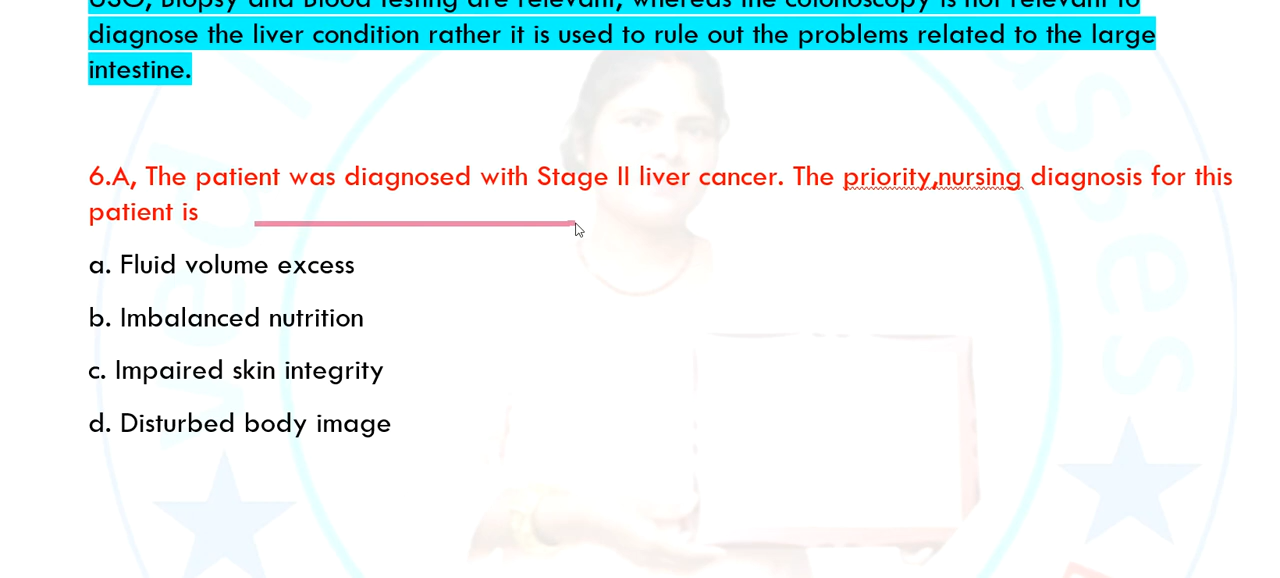 diagnose the liver condition rather it is used to rule out the problems related to the large
intestine.
6.A, The patient was diagnosed with Stage II liver cancer. The priority,nursing diagnosis for this
patient is
a. Fluid volume excess
b. Imbalanced nutrition
c. Impaired skin integrity
d. Disturbed body image